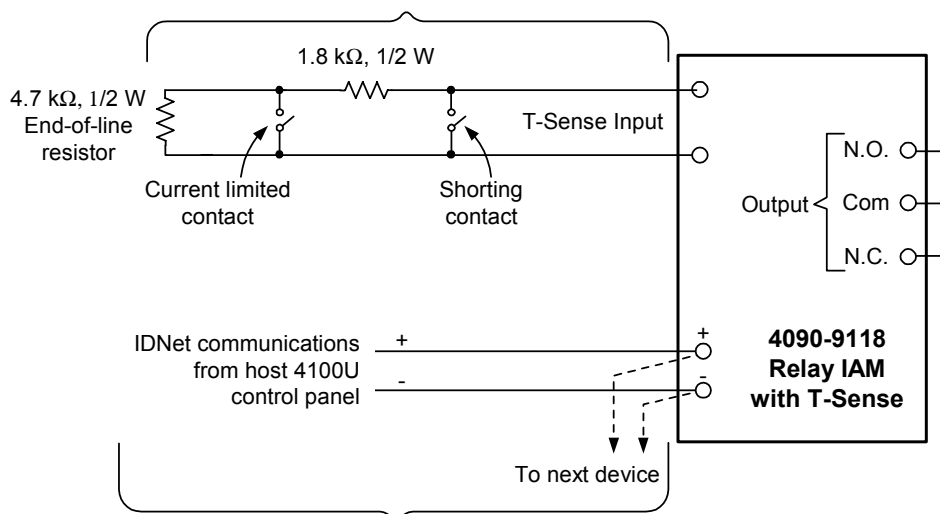 1.8 kΩ, 1/2 W
4.7 kΩ, 1/2 W
End-of-line
resistor
T-Sense Input
Current limited
contact
Shorting
contact
N.O.
Output
Com
N.C.
IDNet communications
from host 4100U
control panel
+
-
+
-
4090-9118
Relay IAM
with T-Sense
To next device